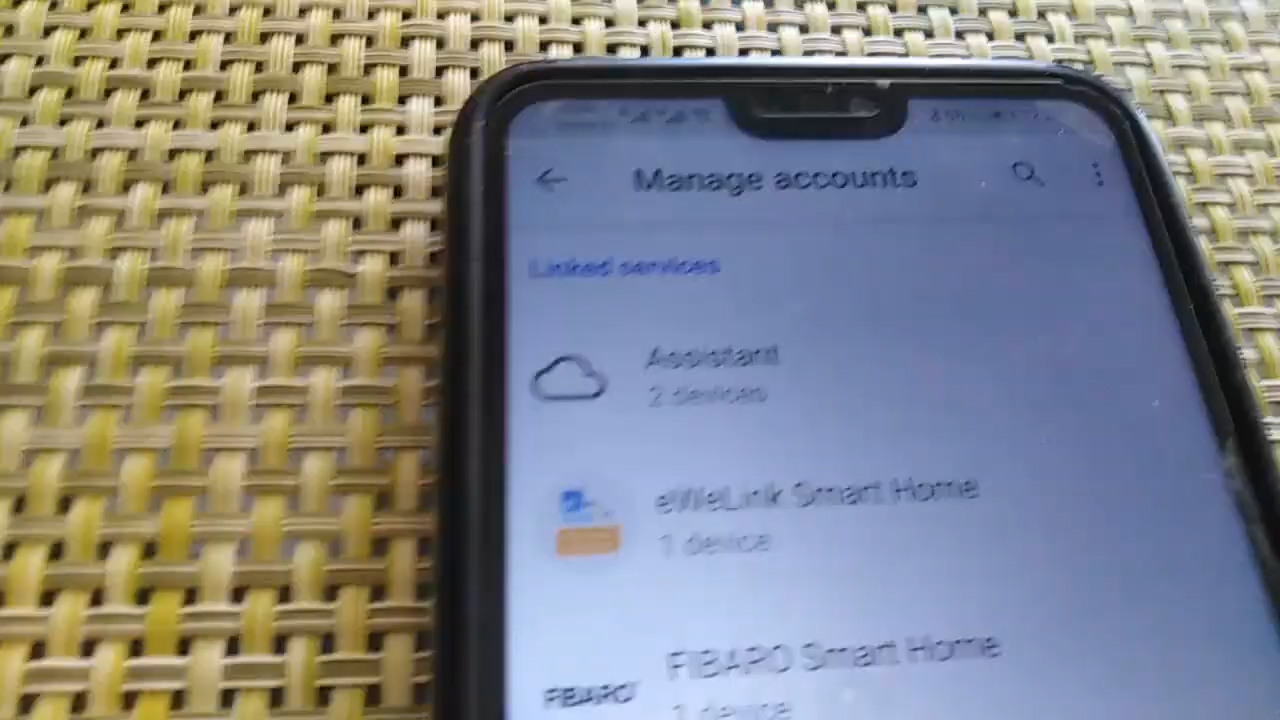 Manage accounts
Linked services
Assistant
2 devices
eWeLink Smart Home
1 device
FIBARO Smart Home
FIBARO